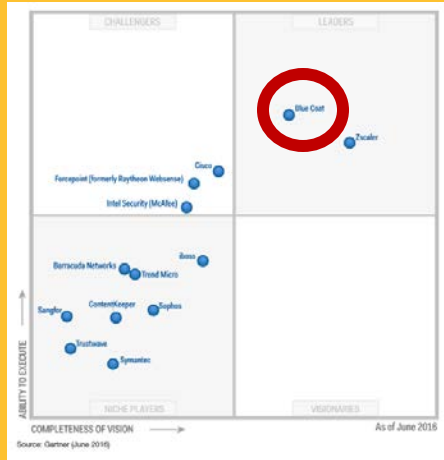 CHALLENGERS
LEADERS
Blue Coat
Zscaler
Cisco
Forcepoint (formerly Raytheon Websense)
Intel Security (McAfee)
iboss
Barracuda Networks
Trend Micro
ContentKeeper
Sophos
Sangfor
Trustwave
Symantec
NICHE PLAYERS
VISIONARIES
ABILITY TO EXECUTE
COMPLETENESS OF VISION
As of June 2016
Source: Gartner (June 2016)